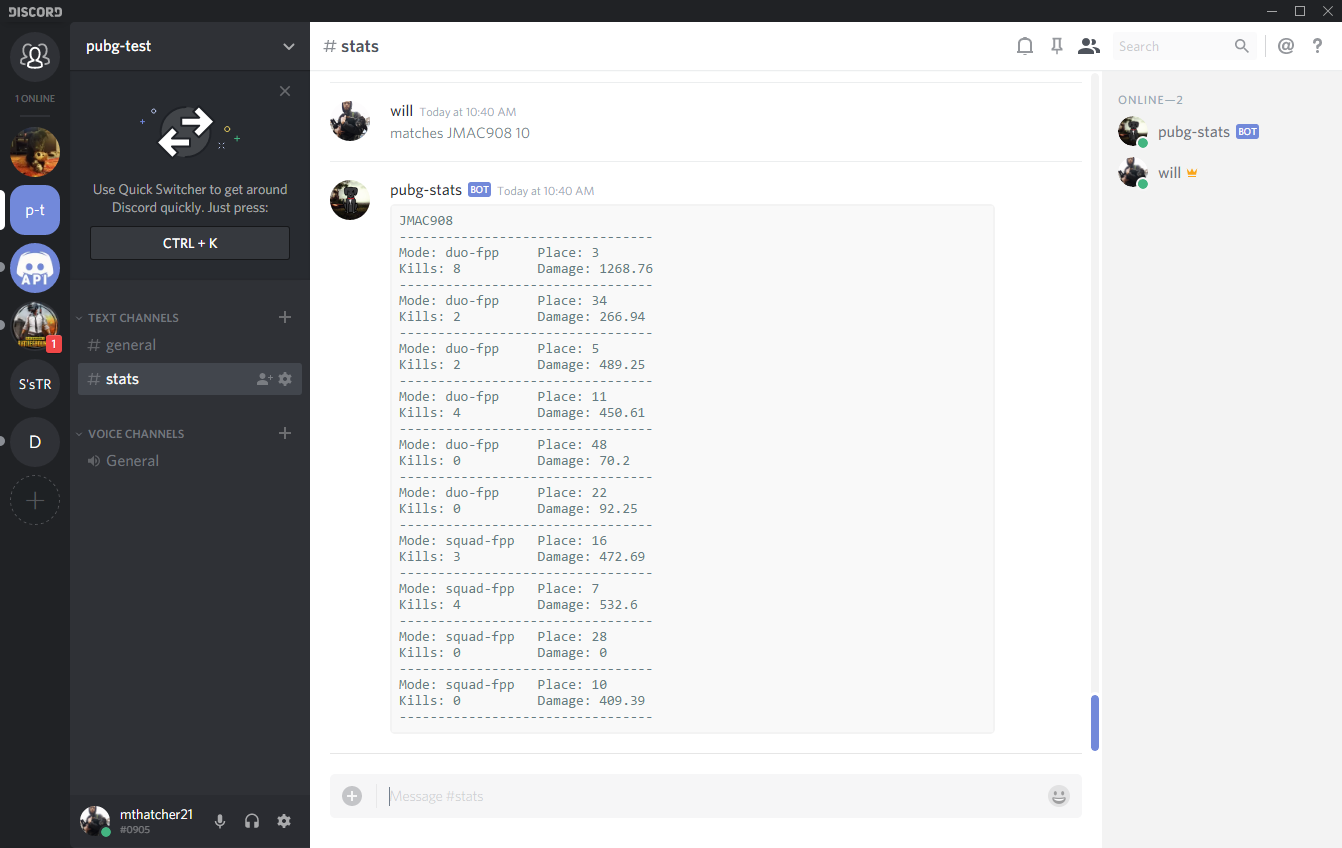 DISCORD
1 ONLINE
p-t
API
1
S'sTR
D
pubg-test
Use Quick Switcher to get around
Discord quickly. Just press:
CTRL + K
TEXT CHANNELS
# general
# stats
VOICE CHANNELS
General
mthatcher21
#0905
# stats
Search
@ ?
will Today at 10:40 AM
matches JMAC908 10
pubg-stats BOT Today at 10:40 AM
JMAC908
---------------------------------
Mode: duo-fpp     Place: 3
Kills: 8          Damage: 1268.76
---------------------------------
Mode: duo-fpp     Place: 34
Kills: 2          Damage: 266.94
---------------------------------
Mode: duo-fpp     Place: 5
Kills: 2          Damage: 489.25
---------------------------------
Mode: duo-fpp     Place: 11
Kills: 4          Damage: 450.61
---------------------------------
Mode: duo-fpp     Place: 48
Kills: 0          Damage: 70.2
---------------------------------
Mode: duo-fpp     Place: 22
Kills: 0          Damage: 92.25
---------------------------------
Mode: squad-fpp   Place: 16
Kills: 3          Damage: 472.69
---------------------------------
Mode: squad-fpp   Place: 7
Kills: 4          Damage: 532.6
---------------------------------
Mode: squad-fpp   Place: 28
Kills: 0          Damage: 0
---------------------------------
Mode: squad-fpp   Place: 10
Kills: 0          Damage: 409.39
---------------------------------
Message #stats
ONLINE—2
pubg-stats BOT
will